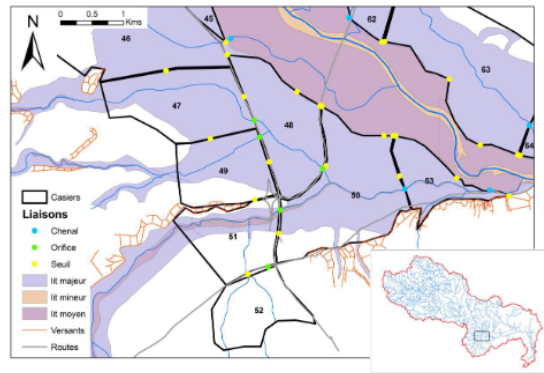 0 0.5 1
Kms
N
45
62
46
63
47
48
64
49
53
50
51
52
Casiers
Liaisons
Chenal
Orifice
Seuil
lit majeur
lit mineur
lit moyen
Versants
Routes